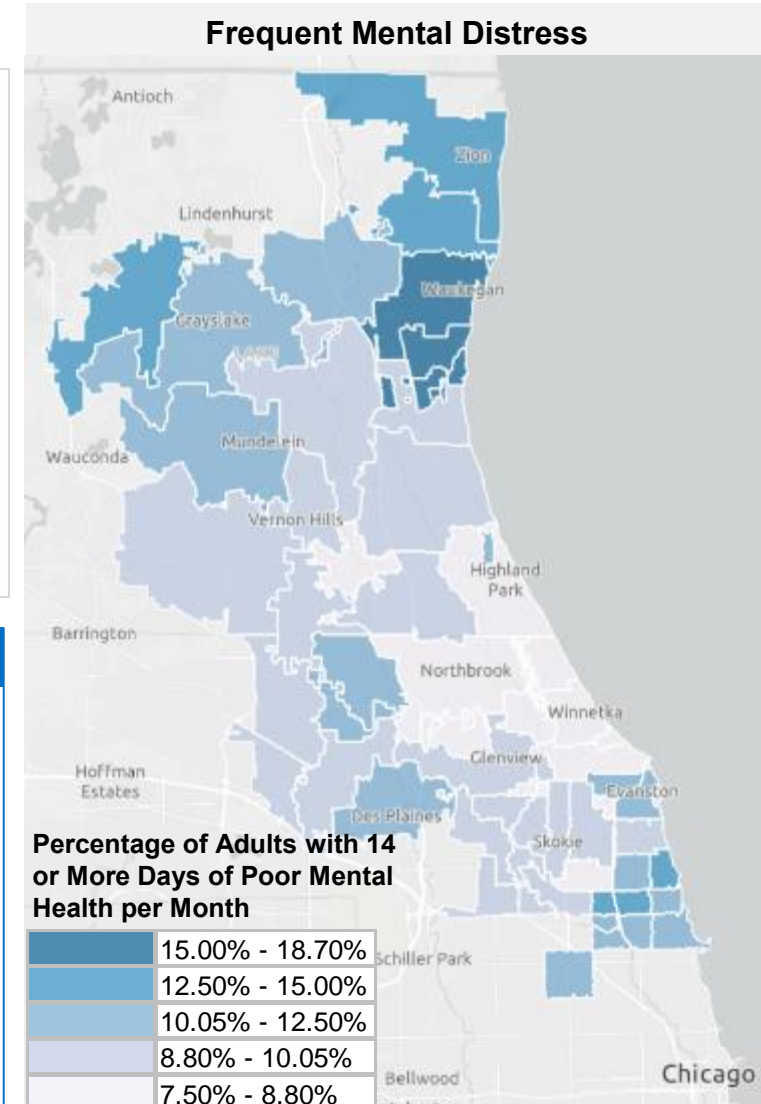 Frequent Mental Distress
Antioch
Zion
Lindenhurst
Waukegan
Grayslake
LAKE
Mundelein
Wauconda
Vernon Hills
Highland
Park
Barrington
Northbrook
Winnetka
Glenview
Hoffman
Estates
Evanston
Des Plaines
Skokie
Percentage of Adults with 14
or More Days of Poor Mental
Health per Month
15.00% - 18.70%
12.50% - 15.00%
10.05% - 12.50%
8.80% - 10.05%
7.50% - 8.80%
Schiller Park
Bellwood
Chicago